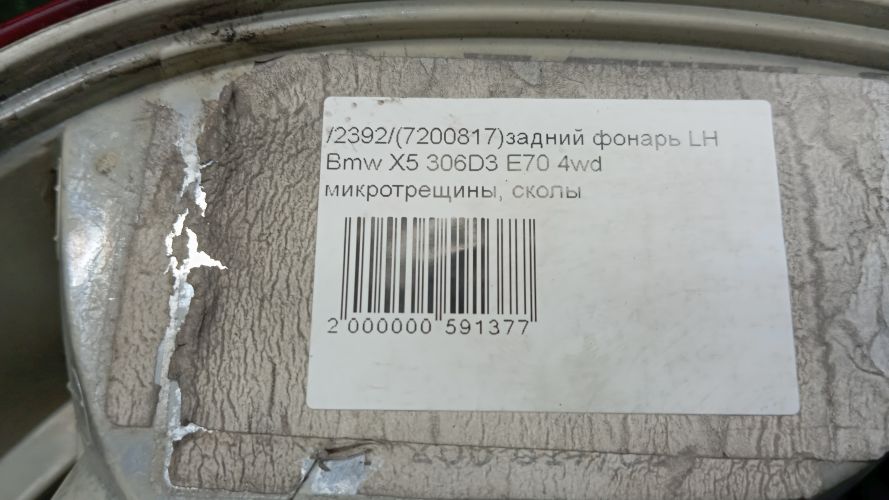 /2392/(7200817)задний фонарь LH
Bmw X5 306D3 E70 4wd
микротрещины, сколы
2 000000 591377